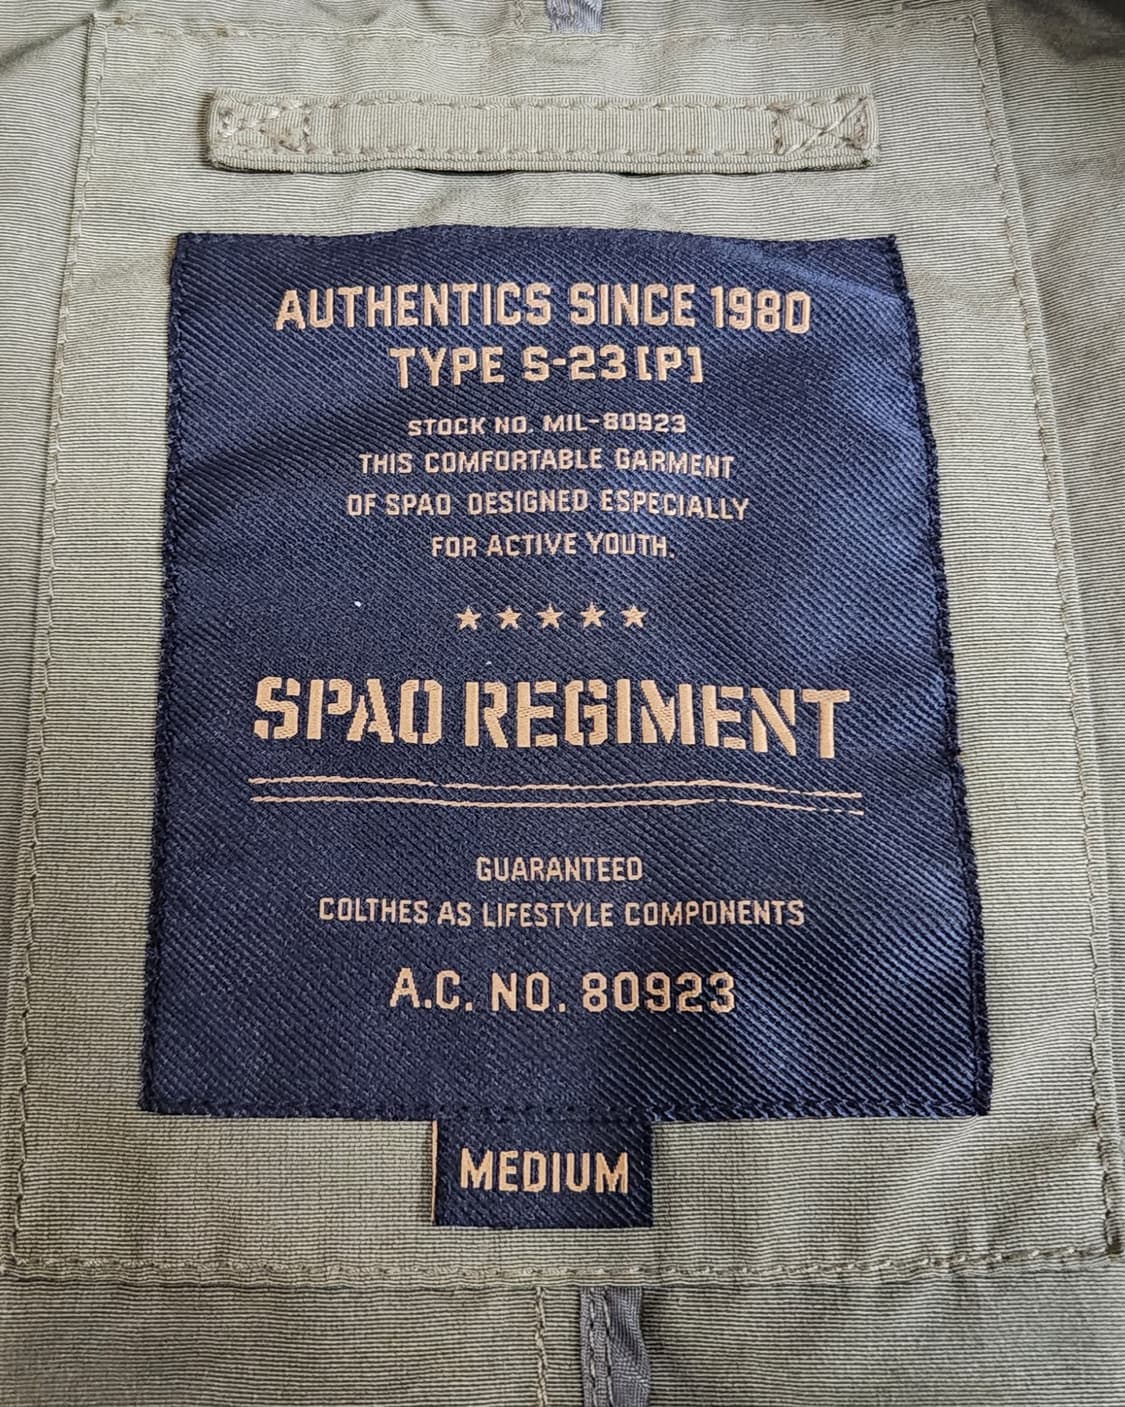 AUTHENTICS SINCE 1980
TYPE S-23[P]
STOCK NO. MIL-80923
THIS COMFORTABLE GARMENT
OF SPAO DESIGNED ESPECIALLY
FOR ACTIVE YOUTH.
★★★★★
SPAO REGIMENT
GUARANTEED
COLTHES AS LIFESTYLE COMPONENTS
A.C. NO. 80923
MEDIUM